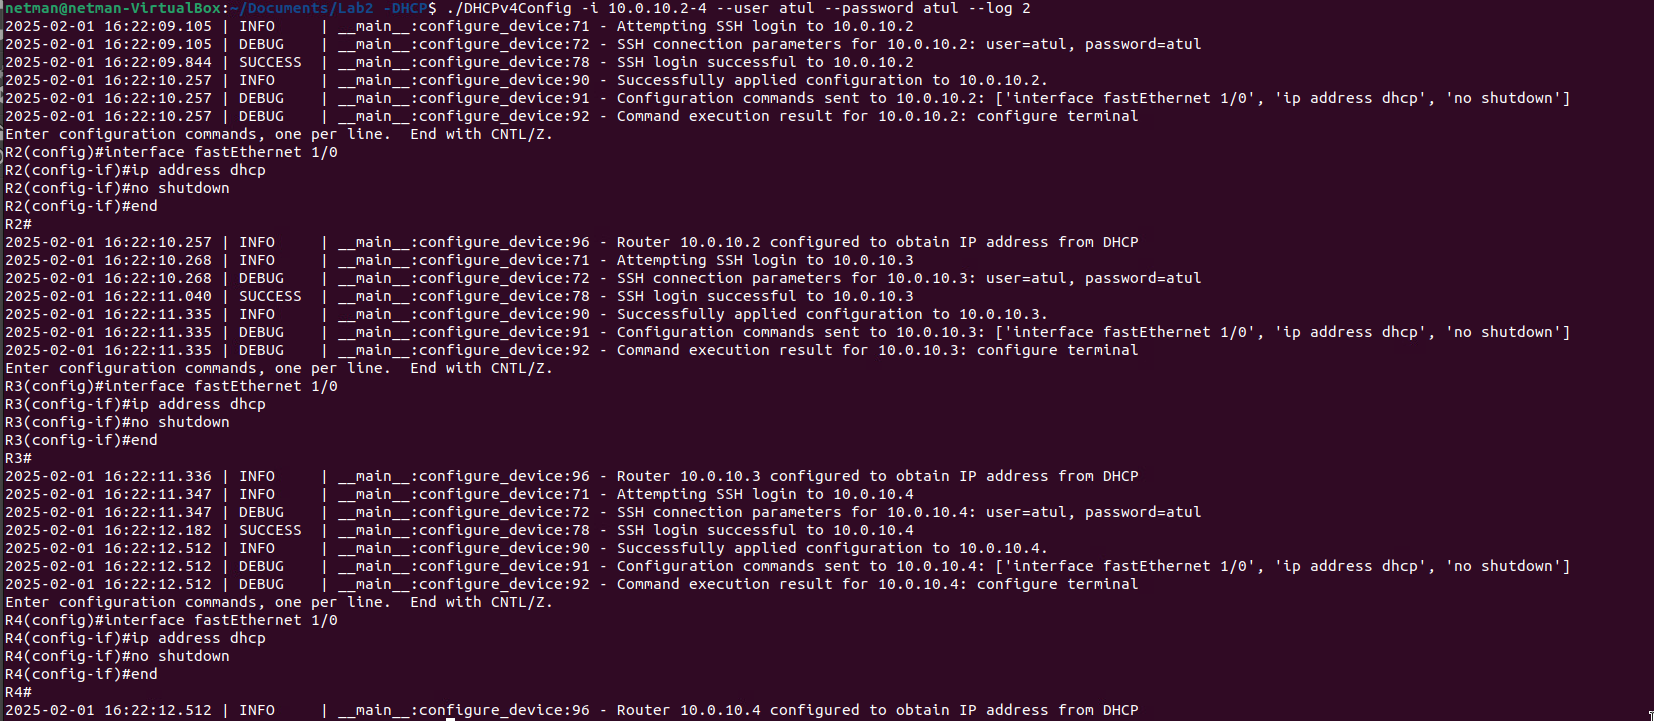 netman@netman-VirtualBox:~/Documents/Lab2 -DHCP$ ./DHCPv4Config -i 10.0.10.2-4 --user atul --password atul --log 2
2025-02-01 16:22:09.105 | INFO     | __main__:configure_device:71 - Attempting SSH login to 10.0.10.2
2025-02-01 16:22:09.105 | DEBUG    | __main__:configure_device:72 - SSH connection parameters for 10.0.10.2: user=atul, password=atul
2025-02-01 16:22:09.844 | SUCCESS  | __main__:configure_device:78 - SSH login successful to 10.0.10.2
2025-02-01 16:22:10.257 | INFO     | __main__:configure_device:90 - Successfully applied configuration to 10.0.10.2.
2025-02-01 16:22:10.257 | DEBUG    | __main__:configure_device:91 - Configuration commands sent to 10.0.10.2: ['interface fastEthernet 1/0', 'ip address dhcp', 'no shutdown']
2025-02-01 16:22:10.257 | DEBUG    | __main__:configure_device:92 - Command execution result for 10.0.10.2: configure terminal
Enter configuration commands, one per line.  End with CNTL/Z.
R2(config)#interface fastEthernet 1/0
R2(config-if)#ip address dhcp
R2(config-if)#no shutdown
R2(config-if)#end
R2#
2025-02-01 16:22:10.257 | INFO     | __main__:configure_device:96 - Router 10.0.10.2 configured to obtain IP address from DHCP
2025-02-01 16:22:10.268 | INFO     | __main__:configure_device:71 - Attempting SSH login to 10.0.10.3
2025-02-01 16:22:10.268 | DEBUG    | __main__:configure_device:72 - SSH connection parameters for 10.0.10.3: user=atul, password=atul
2025-02-01 16:22:11.040 | SUCCESS  | __main__:configure_device:78 - SSH login successful to 10.0.10.3
2025-02-01 16:22:11.335 | INFO     | __main__:configure_device:90 - Successfully applied configuration to 10.0.10.3.
2025-02-01 16:22:11.335 | DEBUG    | __main__:configure_device:91 - Configuration commands sent to 10.0.10.3: ['interface fastEthernet 1/0', 'ip address dhcp', 'no shutdown']
2025-02-01 16:22:11.335 | DEBUG    | __main__:configure_device:92 - Command execution result for 10.0.10.3: configure terminal
Enter configuration commands, one per line.  End with CNTL/Z.
R3(config)#interface fastEthernet 1/0
R3(config-if)#ip address dhcp
R3(config-if)#no shutdown
R3(config-if)#end
R3#
2025-02-01 16:22:11.336 | INFO     | __main__:configure_device:96 - Router 10.0.10.3 configured to obtain IP address from DHCP
2025-02-01 16:22:11.347 | INFO     | __main__:configure_device:71 - Attempting SSH login to 10.0.10.4
2025-02-01 16:22:11.347 | DEBUG    | __main__:configure_device:72 - SSH connection parameters for 10.0.10.4: user=atul, password=atul
2025-02-01 16:22:12.182 | SUCCESS  | __main__:configure_device:78 - SSH login successful to 10.0.10.4
2025-02-01 16:22:12.512 | INFO     | __main__:configure_device:90 - Successfully applied configuration to 10.0.10.4.
2025-02-01 16:22:12.512 | DEBUG    | __main__:configure_device:91 - Configuration commands sent to 10.0.10.4: ['interface fastEthernet 1/0', 'ip address dhcp', 'no shutdown']
2025-02-01 16:22:12.512 | DEBUG    | __main__:configure_device:92 - Command execution result for 10.0.10.4: configure terminal
Enter configuration commands, one per line.  End with CNTL/Z.
R4(config)#interface fastEthernet 1/0
R4(config-if)#ip address dhcp
R4(config-if)#no shutdown
R4(config-if)#end
R4#
2025-02-01 16:22:12.512 | INFO     | __main__:configure_device:96 - Router 10.0.10.4 configured to obtain IP address from DHCP